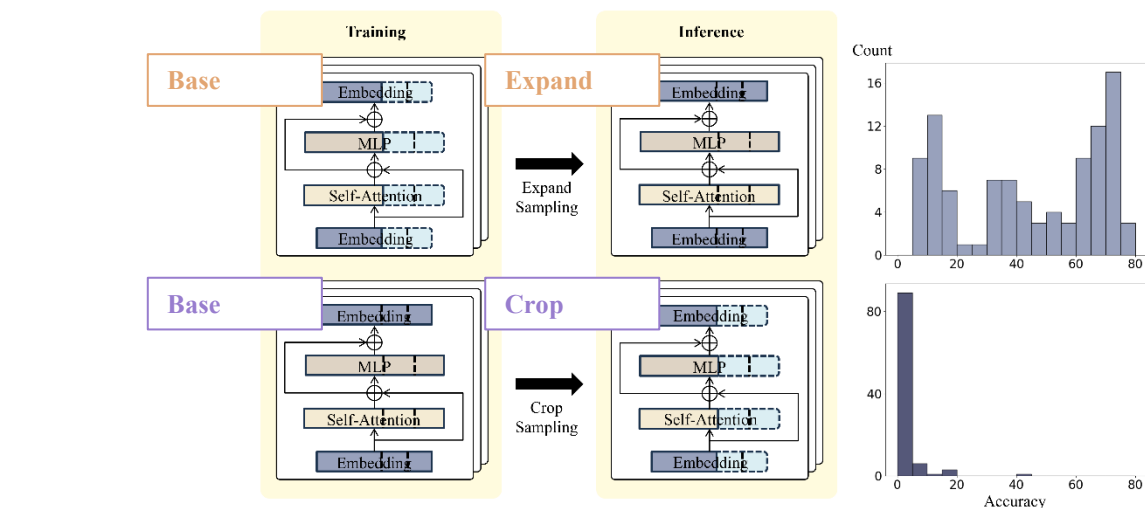 Training
Inference
Base
Embedding
MLP
Self-Attention
Embedding
Expand
Sampling
Expand
Embedding
MLP
Self-Attention
Embedding
Count
16
12
8
4
0
0
20
40
60
80
Base
Embedding
MLP
Self-Attention
Embedding
Crop
Sampling
Crop
Embedding
MLP
Self-Attention
Embedding
80
40
0
0
20
40
60
80
Accuracy